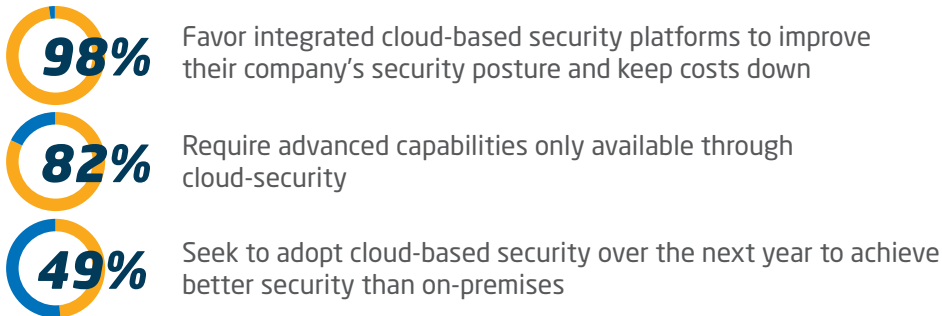 98%
Favor integrated cloud-based security platforms to improve
their company's security posture and keep costs down
82%
Require advanced capabilities only available through
cloud-security
49%
Seek to adopt cloud-based security over the next year to achieve
better security than on-premises